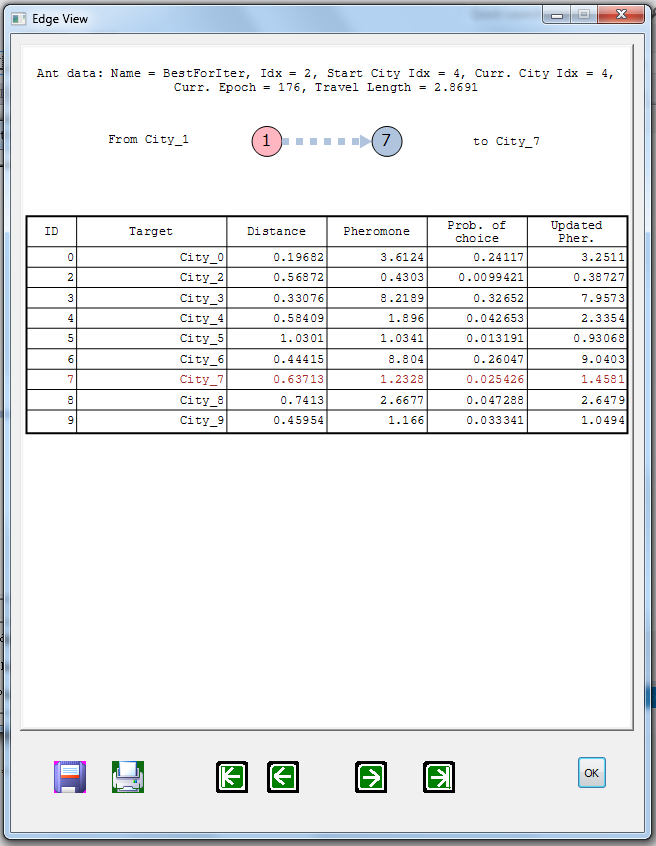 Edge View
Ant data: Name = BestForIter, Idx = 2, Start City Idx = 4, Curr. City Idx = 4,
Curr. Epoch = 176, Travel Length = 2.8691
From City_1 1 7 to City_7
ID Target Distance Pheromone Prob. of choice Updated Pher.
0 City_0 0.19682 3.6124 0.24117 3.2511
2 City_2 0.56872 0.4303 0.0099421 0.38727
3 City_3 0.33076 8.2189 0.32652 7.9573
4 City_4 0.58409 1.896 0.042653 2.3354
5 City_5 1.0301 1.0341 0.013191 0.93068
6 City_6 0.44415 8.804 0.26047 9.0403
7 City_7 0.63713 1.2328 0.025426 1.4581
8 City_8 0.7413 2.6677 0.047288 2.6479
9 City_9 0.45954 1.166 0.033341 1.0494
OK